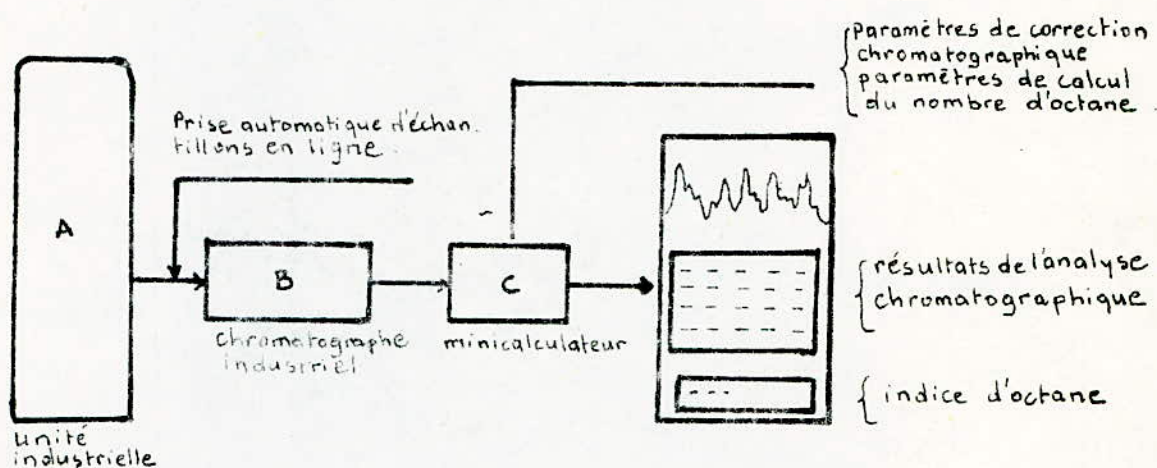 paramètres de correction
chromatographique
paramètres de calcul
du nombre d'octane.
Prise automatique d'échan.
tillons en ligne.
A
B
C
chromatographe
industriel
minicalculateur
résultats de l'analyse
chromatographique
indice d'octane
unité
industrielle